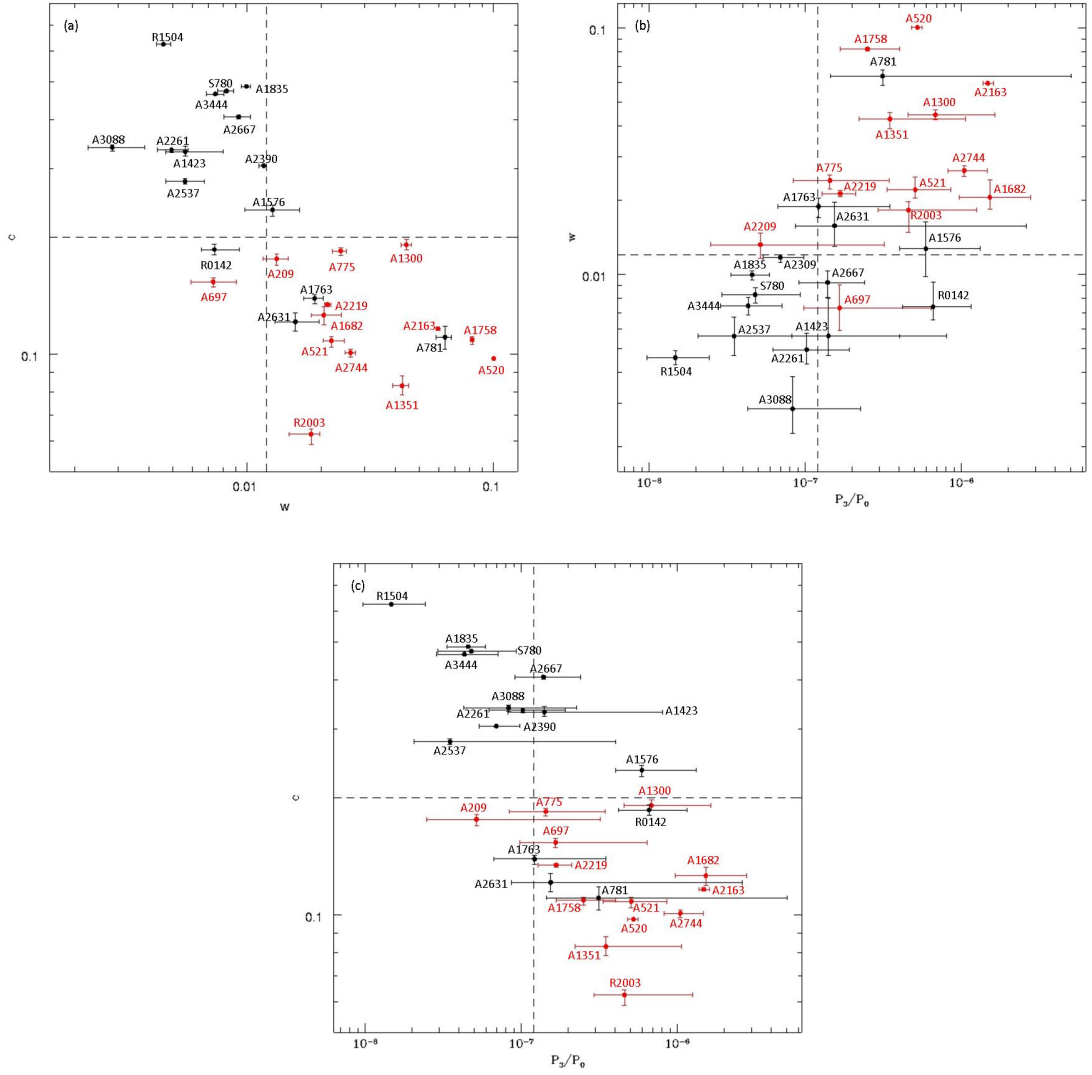 (a)
R1504
S780
A1835
A3444
A2667
A3088
A2261
A1423
A2390
A2537
A1576
c
R0142
A209
A775
A1300
A697
A1763
A2219
A2631
A1682
A2163
A1758
A781
A521
A2744
A520
0.1
A1351
R2003
0.01
0.1
w
(b)
0.1
A520
A1758
A781
A2163
A1300
A1351
A2744
A775
A2219
A521
A1682
A1763
A2631
R2003
w
A2209
A1576
A2309
0.01
A1835
A2667
S780
A3444
A697
R0142
A2537
A1423
A2261
R1504
A3088
10⁻⁸
10⁻⁷
10⁻⁶
P₃/P₀
(c)
R1504
A1835
S780
A3444
A2667
A3088
A2261
A1423
A2390
A2537
A1576
c
A1300
A209
A775
R0142
A697
A1763
A2219
A1682
A2631
A781
A2163
A1758
A521
0.1
A520
A2744
A1351
R2003
10⁻⁸
10⁻⁷
10⁻⁶
P₃/P₀